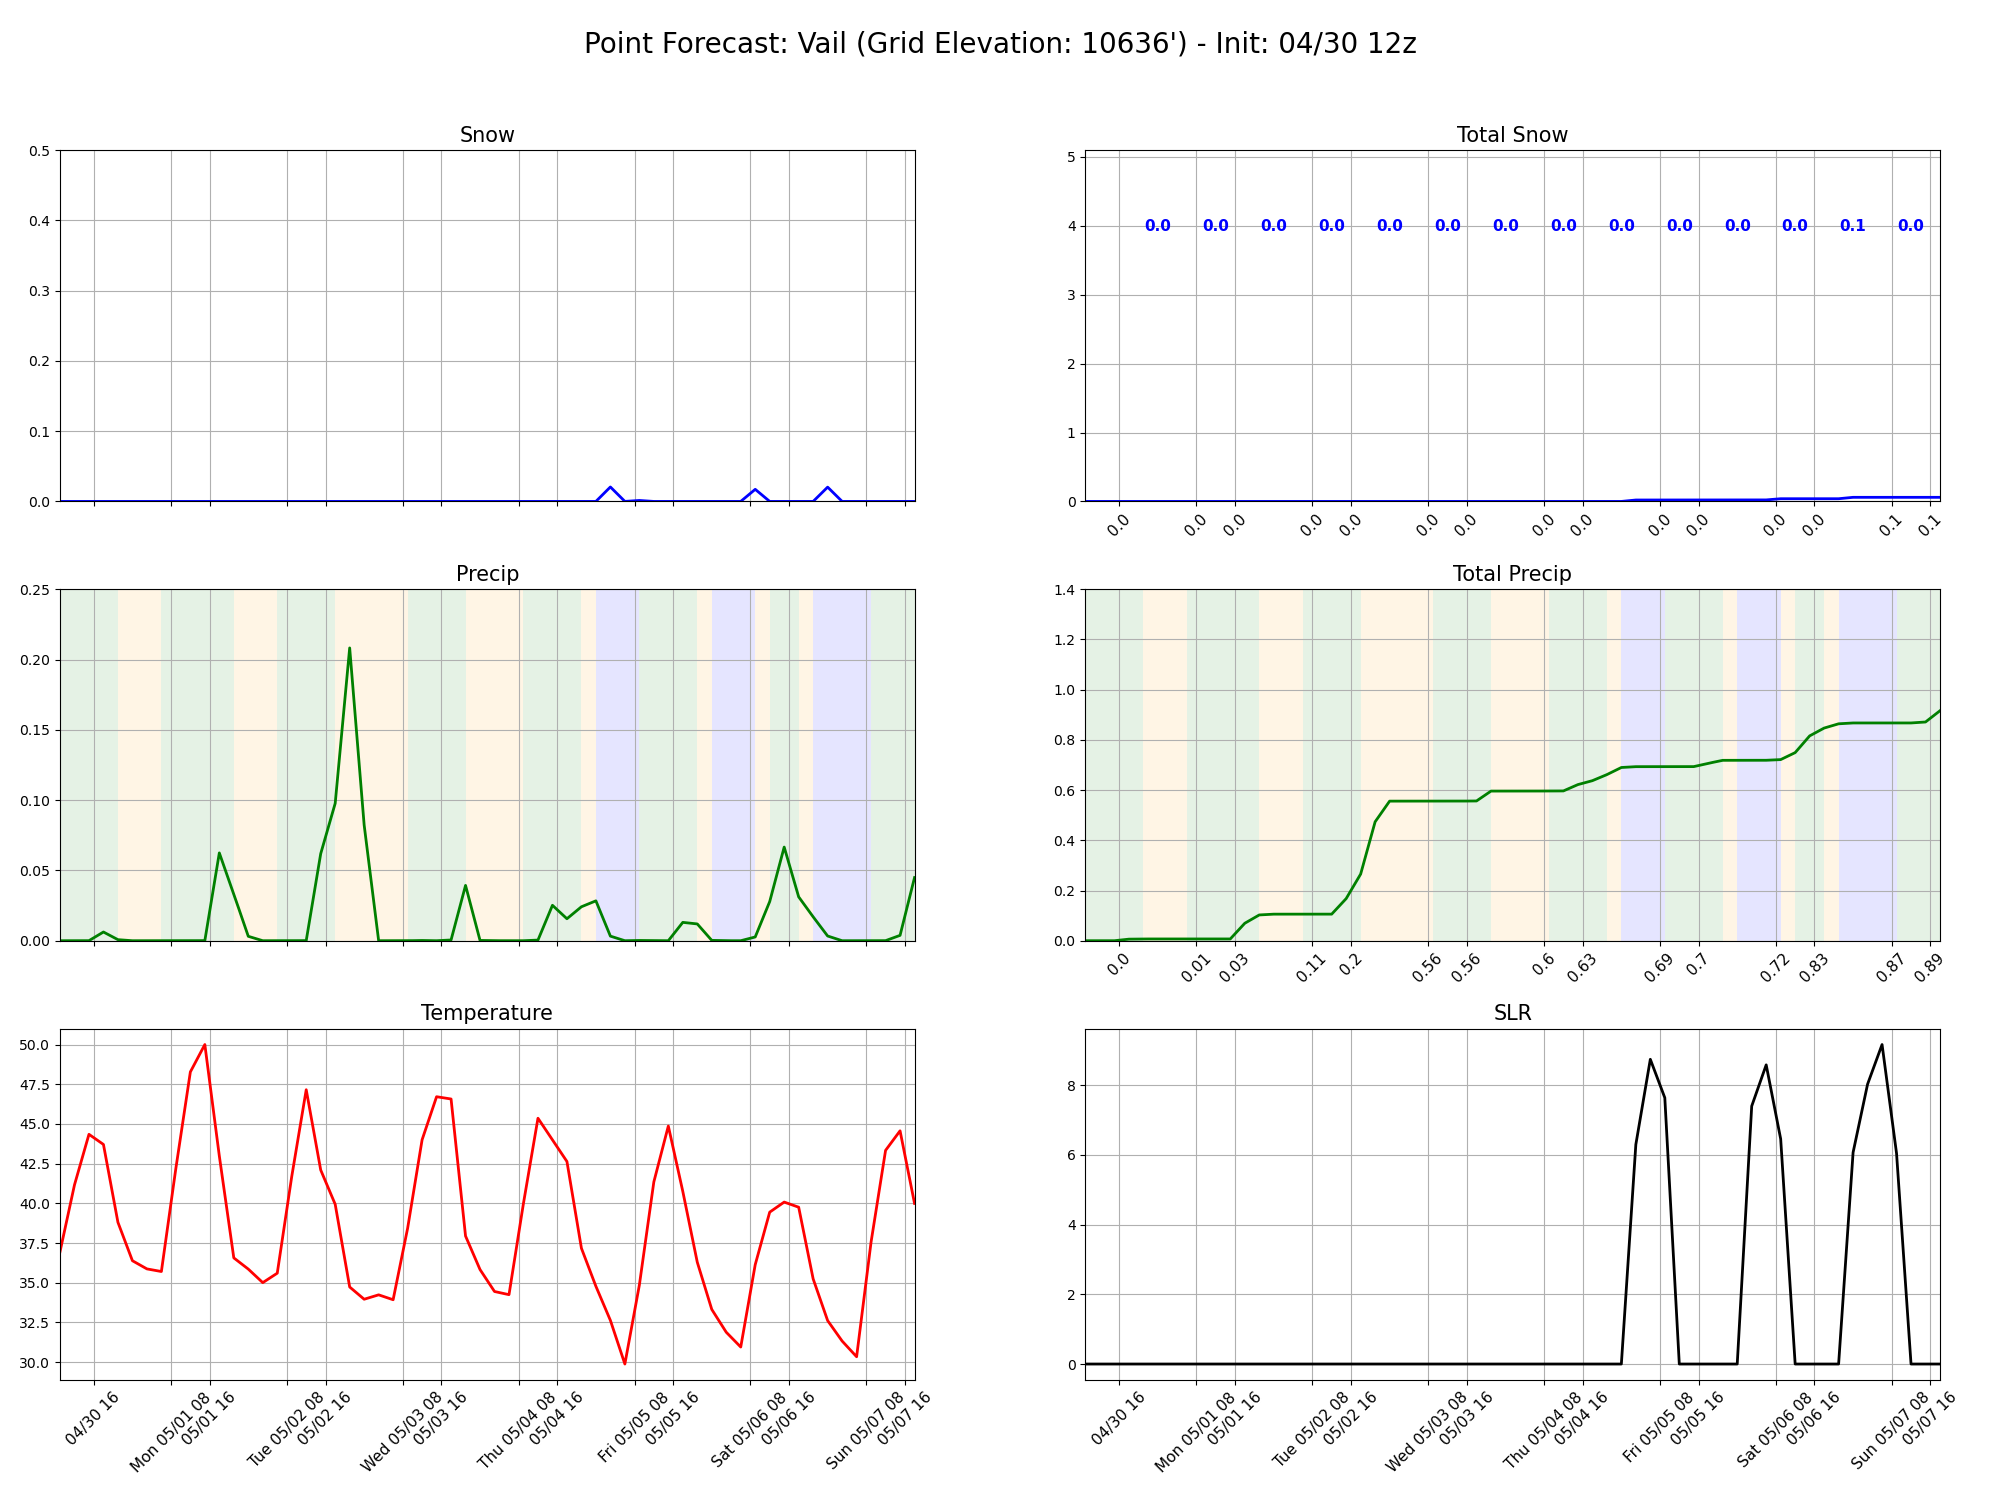 Point Forecast: Vail (Grid Elevation: 10636') - Init: 04/30 12z
Snow
0.5
0.4
0.3
0.2
0.1
0.0
Total Snow
5
4
3
2
1
0
0.0 0.0 0.0 0.0 0.0 0.0 0.0 0.0 0.0 0.0 0.0 0.0 0.1 0.0
0.0 0.0 0.0 0.0 0.0 0.0 0.0 0.0 0.0 0.0 0.0 0.0 0.0 0.1 0.1
Precip
0.25
0.20
0.15
0.10
0.05
0.00
Total Precip
1.4
1.2
1.0
0.8
0.6
0.4
0.2
0.0
0.0 0.01 0.03 0.11 0.2 0.56 0.56 0.6 0.63 0.69 0.7 0.72 0.83 0.87 0.89
Temperature
50.0
47.5
45.0
42.5
40.0
37.5
35.0
32.5
30.0
04/30 16
Mon 05/01 08
05/01 16
Tue 05/02 08
05/02 16
Wed 05/03 08
05/03 16
Thu 05/04 08
05/04 16
Fri 05/05 08
05/05 16
Sat 05/06 08
05/06 16
Sun 05/07 08
05/07 16
SLR
8
6
4
2
0
04/30 16
Mon 05/01 08
05/01 16
Tue 05/02 08
05/02 16
Wed 05/03 08
05/03 16
Thu 05/04 08
05/04 16
Fri 05/05 08
05/05 16
Sat 05/06 08
05/06 16
Sun 05/07 08
05/07 16